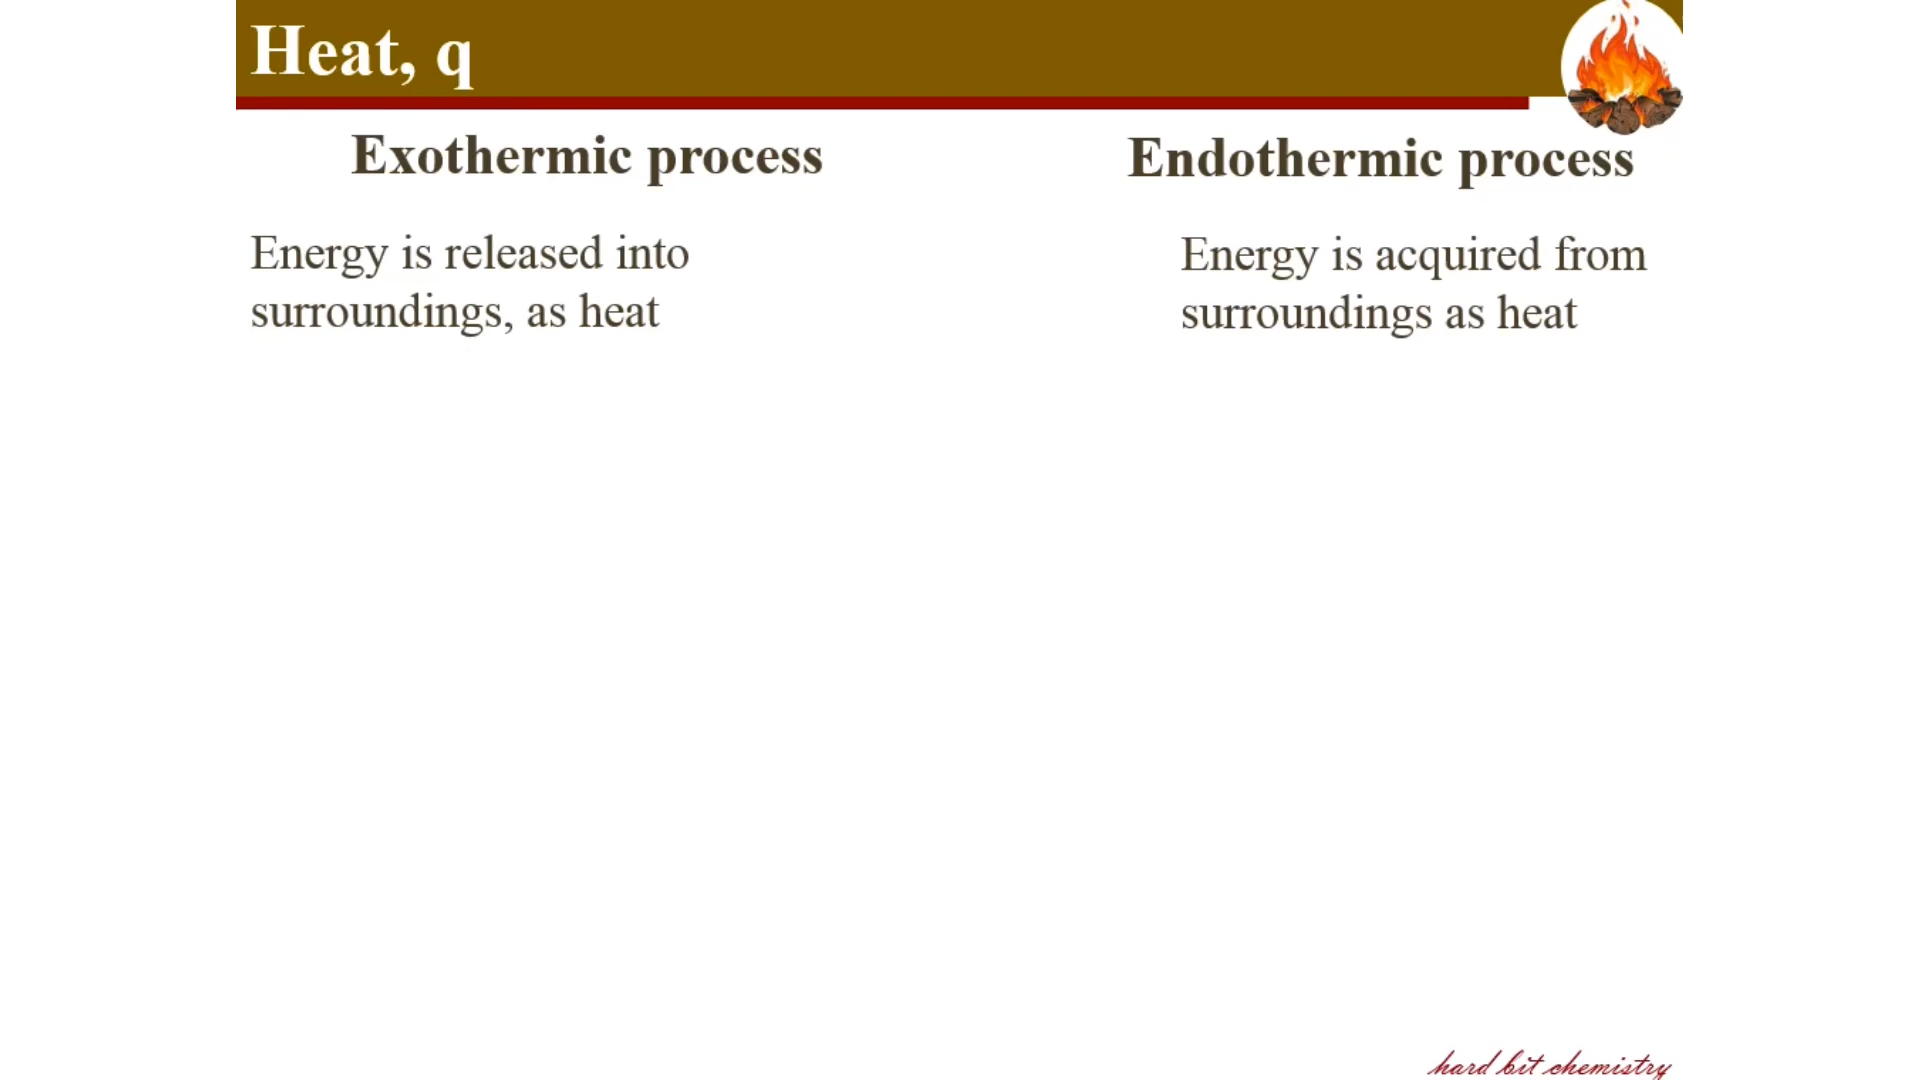 Heat, q
Exothermic process
Energy is released into
surroundings, as heat
Endothermic process
Energy is acquired from
surroundings as heat
hard bit chemistry